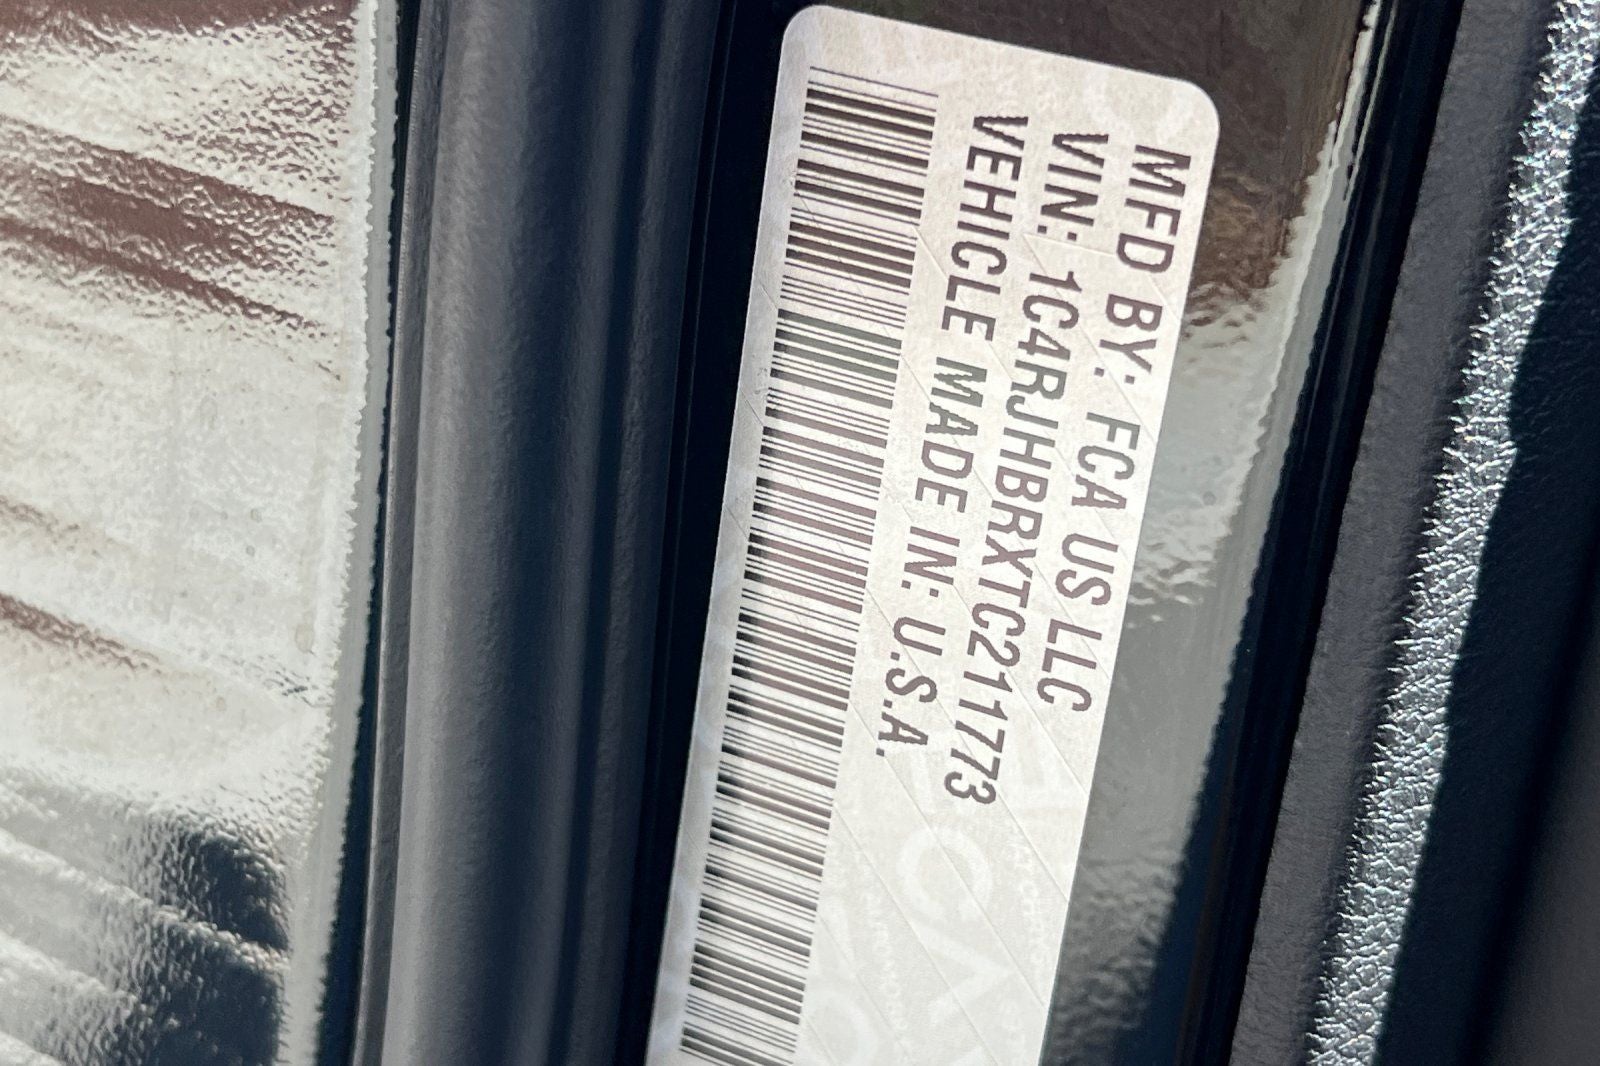 MFD BY: FCA US LLC
VIN: 1C4RJHBRXTC211773
VEHICLE MADE IN: U.S.A.